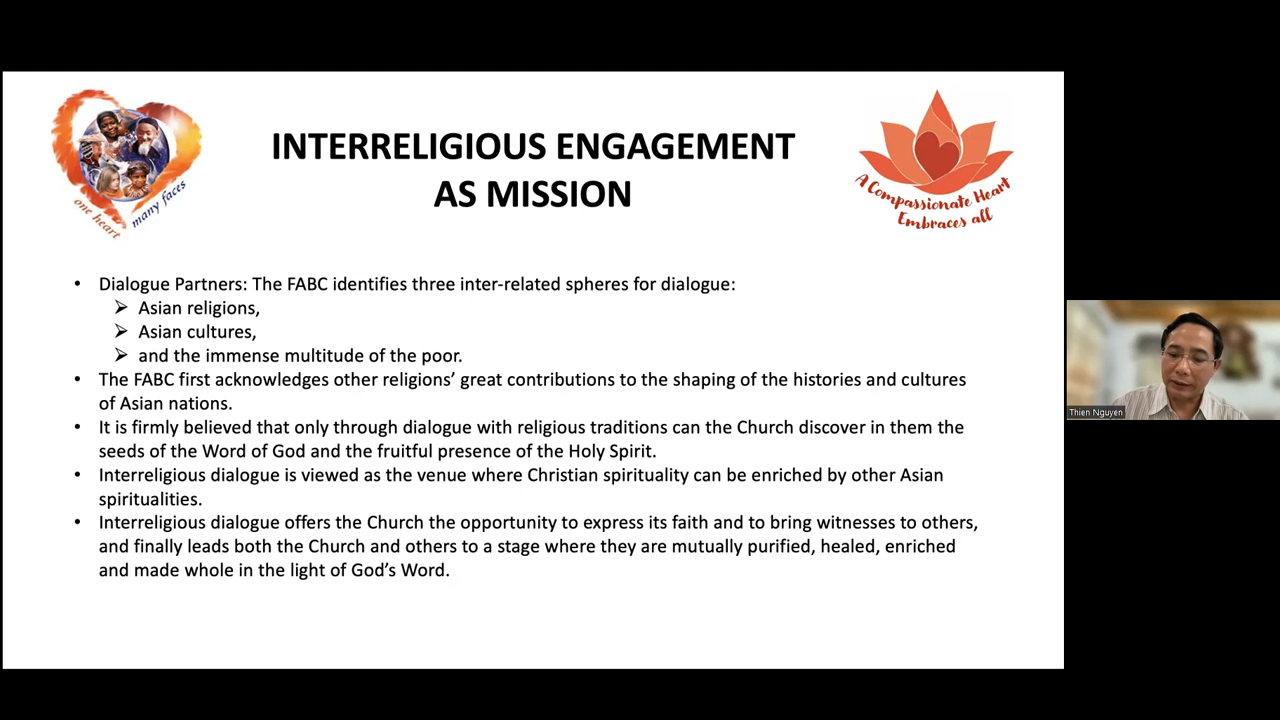 INTERRELIGIOUS ENGAGEMENT
AS MISSION
one heart
many faces
A Compassionate Heart
Embraces all
• Dialogue Partners: The FABC identifies three inter-related spheres for dialogue:
➢ Asian religions,
➢ Asian cultures,
➢ and the immense multitude of the poor.
• The FABC first acknowledges other religions’ great contributions to the shaping of the histories and cultures
of Asian nations.
• It is firmly believed that only through dialogue with religious traditions can the Church discover in them the
seeds of the Word of God and the fruitful presence of the Holy Spirit.
• Interreligious dialogue is viewed as the venue where Christian spirituality can be enriched by other Asian
spiritualities.
• Interreligious dialogue offers the Church the opportunity to express its faith and to bring witnesses to others,
and finally leads both the Church and others to a stage where they are mutually purified, healed, enriched
and made whole in the light of God’s Word.
Thien Nguyen